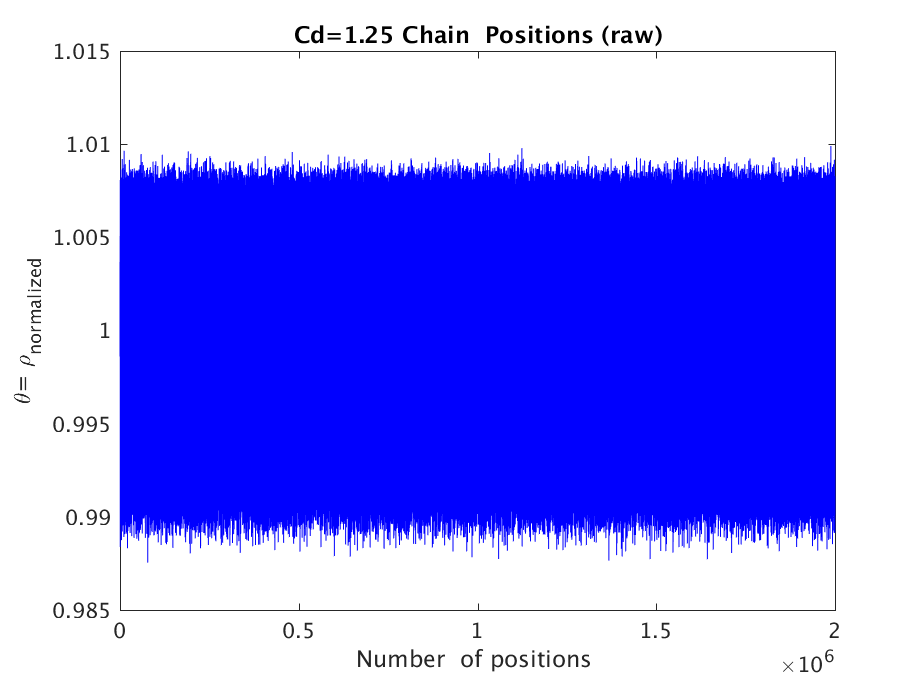 Cd=1.25 Chain  Positions (raw)
1.015
1.01
1.005
1
0.995
0.99
0.985
θ= ρnormalized
0 0.5 1 1.5 2
×10^6
Number  of positions